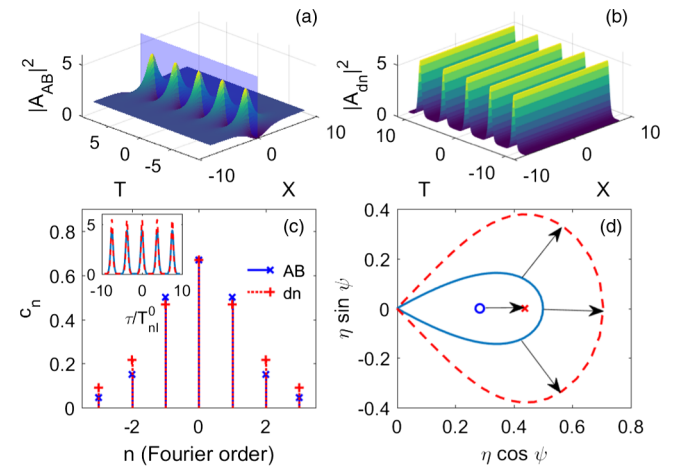 (a)
|A_AB|^2
5
0
5
0
-5
T
-10
0
10
X
(b)
|A_dn|^2
5
0
10
0
-10
T
-10
0
10
X
(c)
c_n
0.8
0.6
0.4
0.2
0
-2
0
2
n (Fourier order)
5
0
-10
0
10
τ/T^0_nl
AB
dn
(d)
η sin ψ
0.4
0.2
0
-0.2
-0.4
0
0.2
0.4
0.6
0.8
η cos ψ